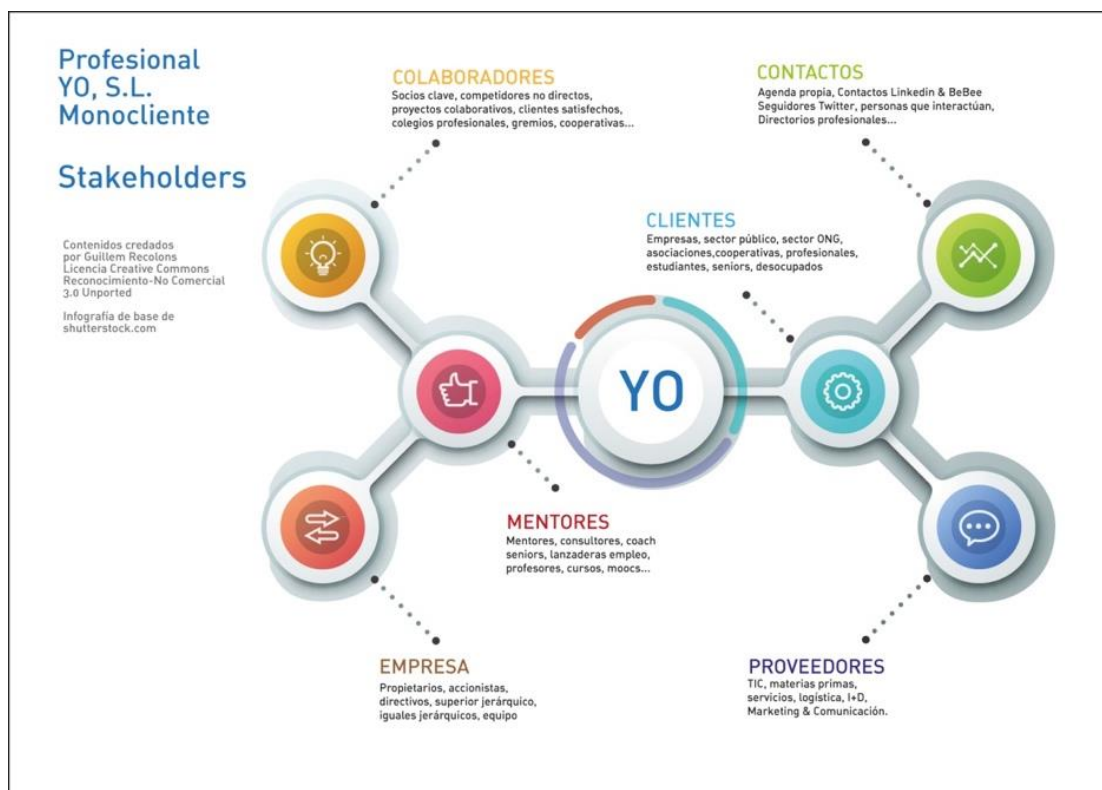 Profesional
YO, S.L.
Monocliente
Stakeholders
Contenidos credados
por Guillem Recolons
Licencia Creative Commons
Reconocimiento-No Comercial
3.0 Unported
Infografía de base de
shutterstock.com
COLABORADORES
Socios clave, competidores no directos,
proyectos colaborativos, clientes satisfechos,
colegios profesionales, gremios, cooperativas...
CONTACTOS
Agenda propia, Contactos Linkedin & BeBee
Seguidores Twitter, personas que interactúan,
Directorios profesionales...
CLIENTES
Empresas, sector público, sector ONG,
asociaciones,cooperativas, profesionales,
estudiantes, seniors, desocupados
YO
MENTORES
Mentores, consultores, coach
seniors, lanzaderas empleo,
profesores, cursos, moocs...
EMPRESA
Propietarios, accionistas,
directivos, superior jerárquico,
iguales jerárquicos, equipo
PROVEEDORES
TIC, materias primas,
servicios, logística, I+D,
Marketing & Comunicación.